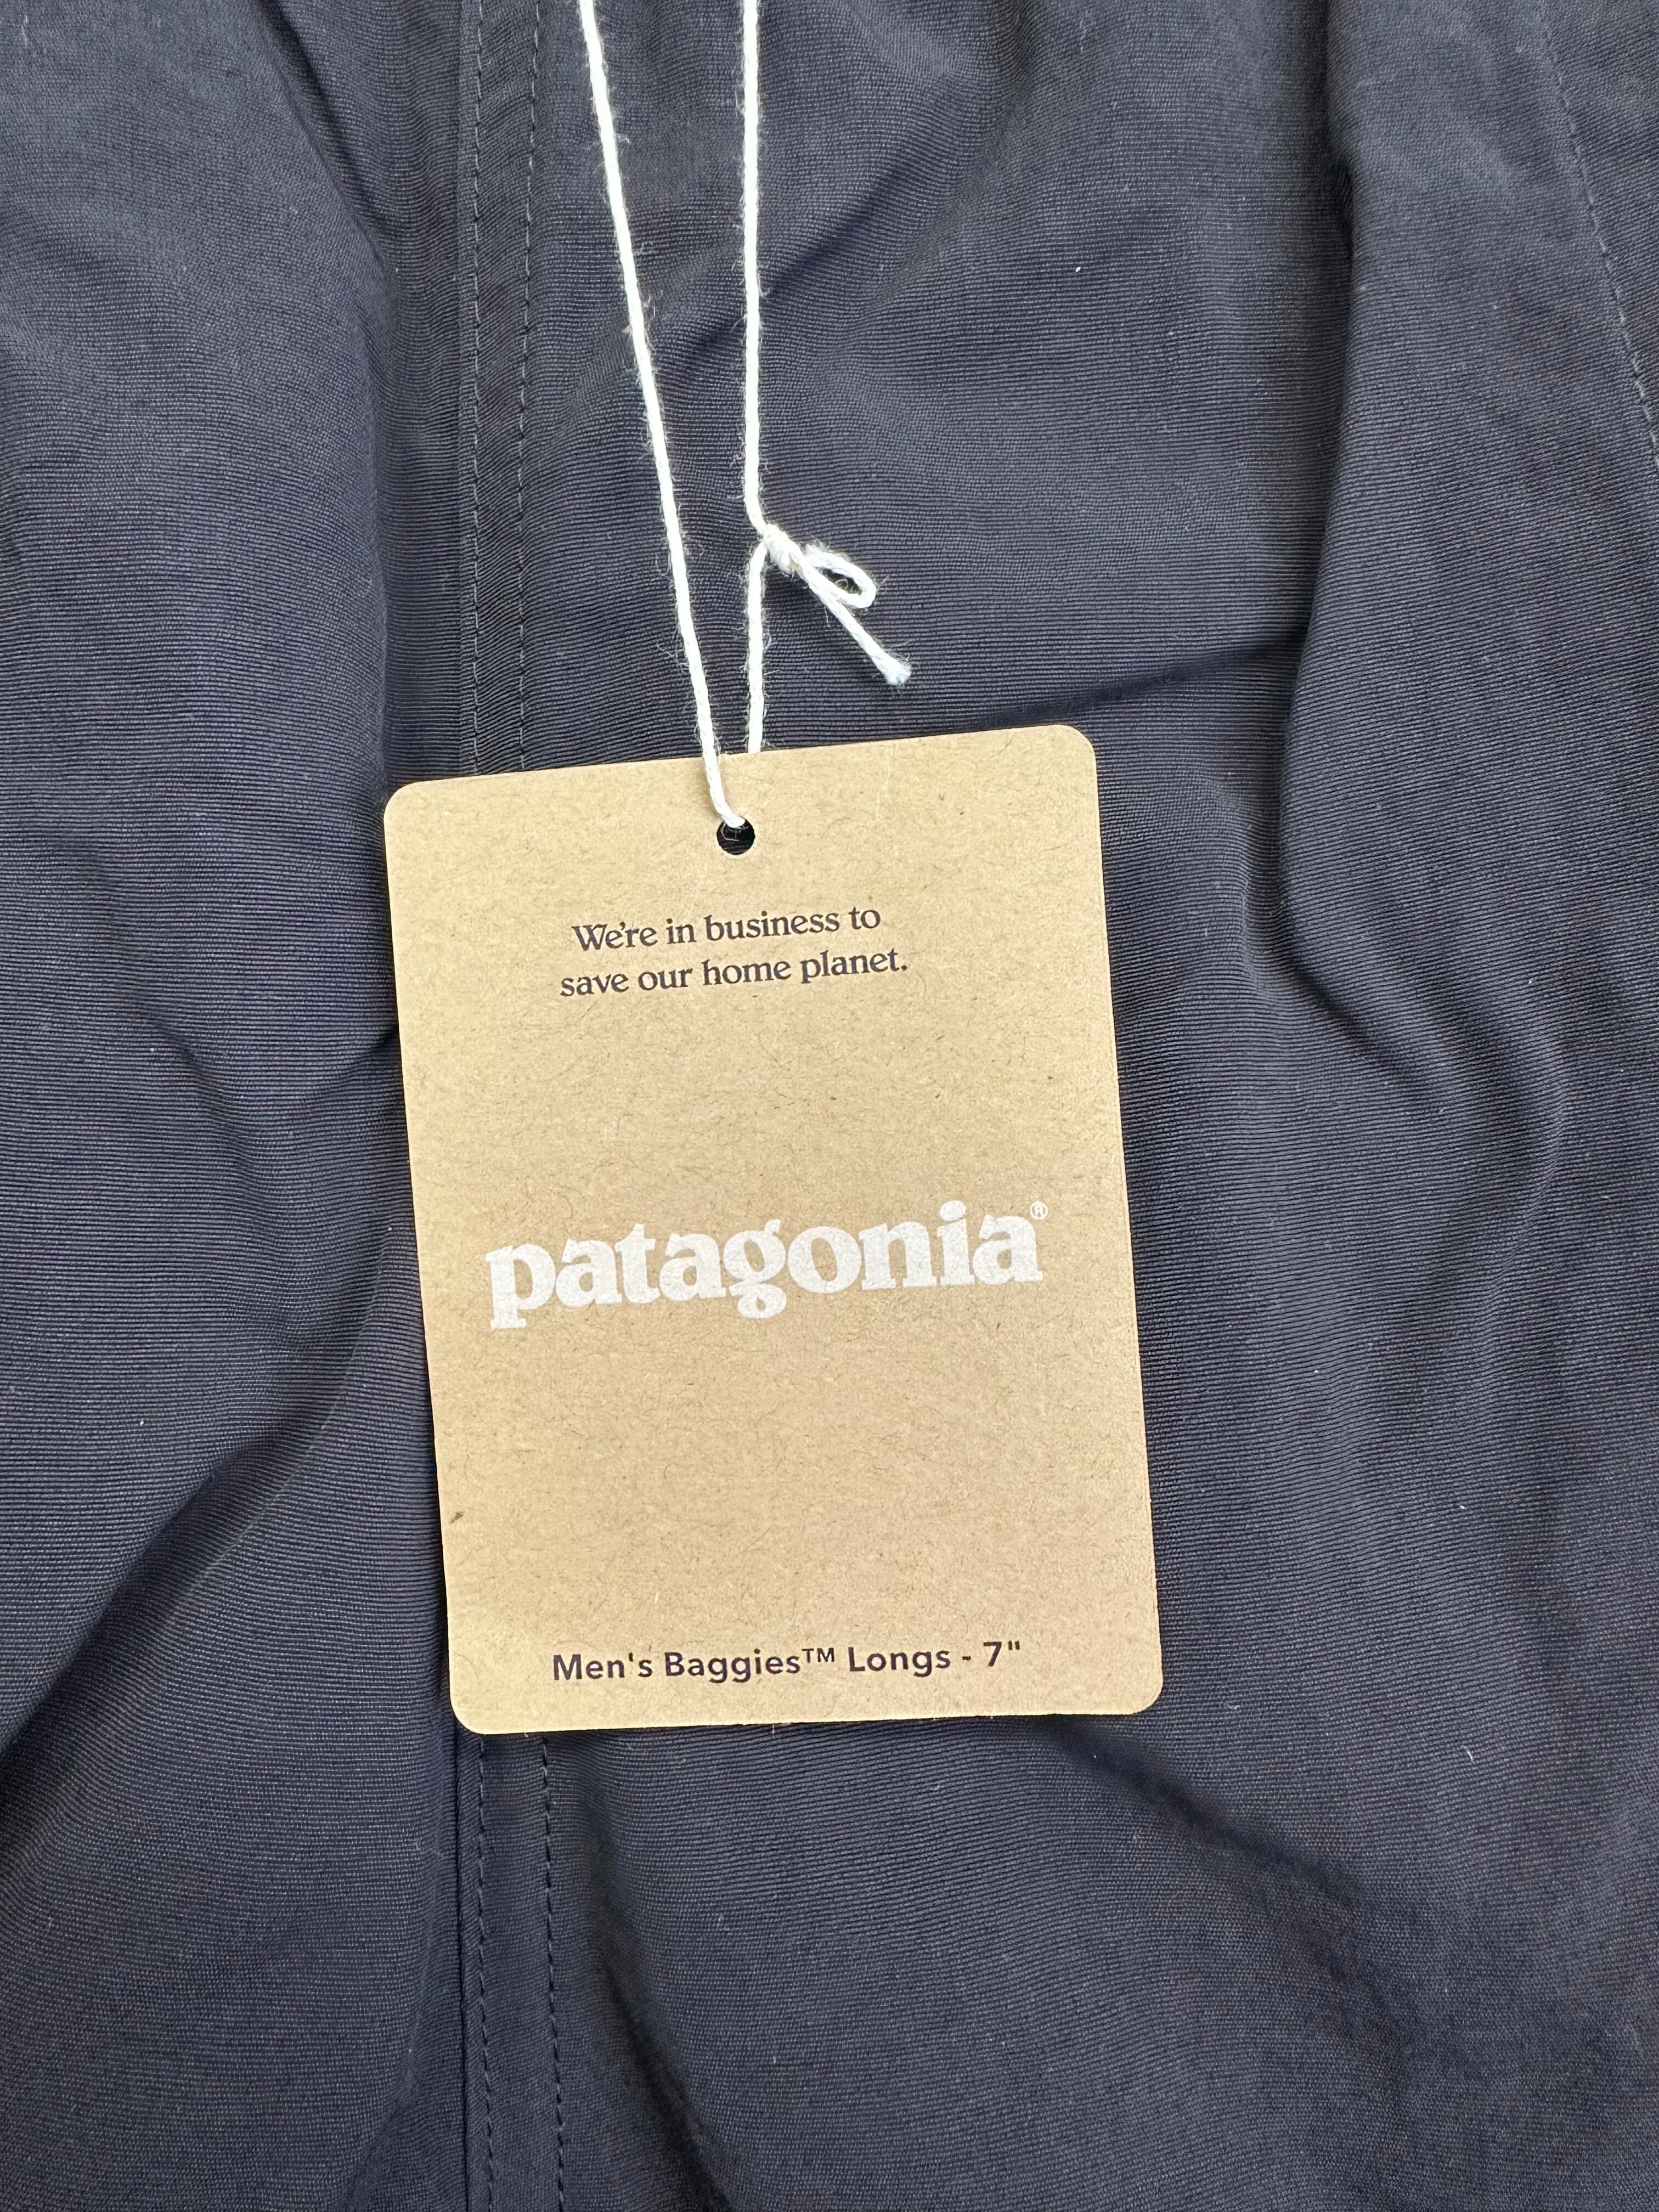 We're in business to
save our home planet.
patagonia®
Men's Baggies™ Longs - 7"